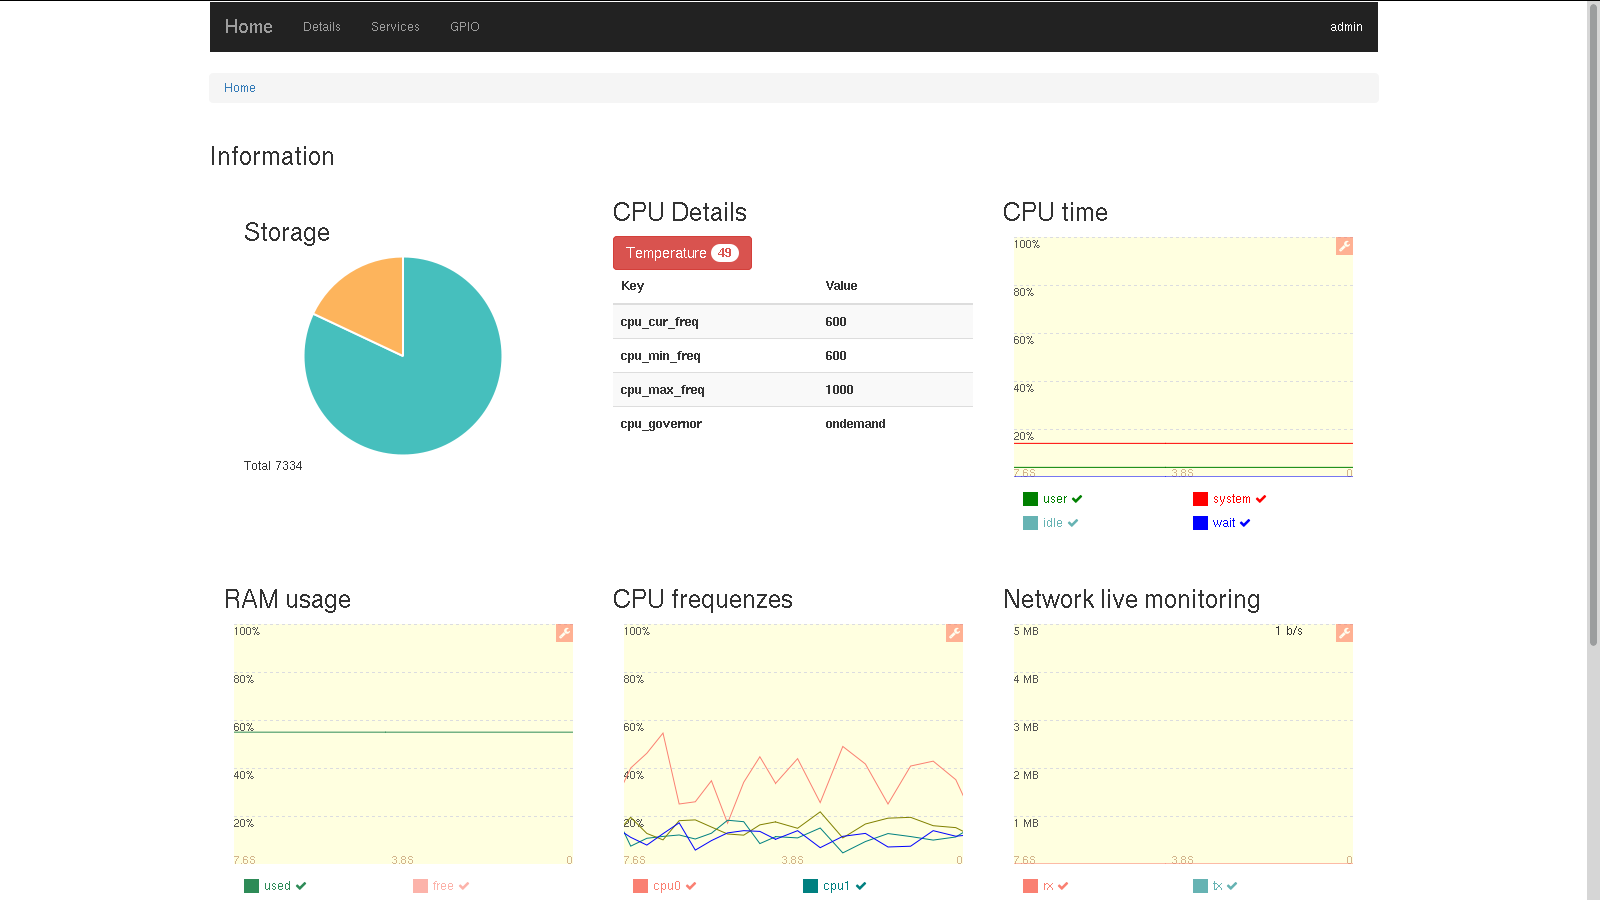 Home Details Services GPIO admin
Home
Information
Storage
Total 7334
CPU Details
Temperature 49
Key Value
cpu_cur_freq 600
cpu_min_freq 600
cpu_max_freq 1000
cpu_governor ondemand
CPU time
100%
80%
60%
40%
20%
7.6S 3.8S 0
user system
idle wait
RAM usage
100%
80%
60%
40%
20%
7.6S 3.8S 0
used free
CPU frequenzes
100%
80%
60%
40%
20%
7.6S 3.8S 0
cpu0 cpu1
Network live monitoring
5 MB 1 b/s
4 MB
3 MB
2 MB
1 MB
7.6S 3.8S 0
rx tx